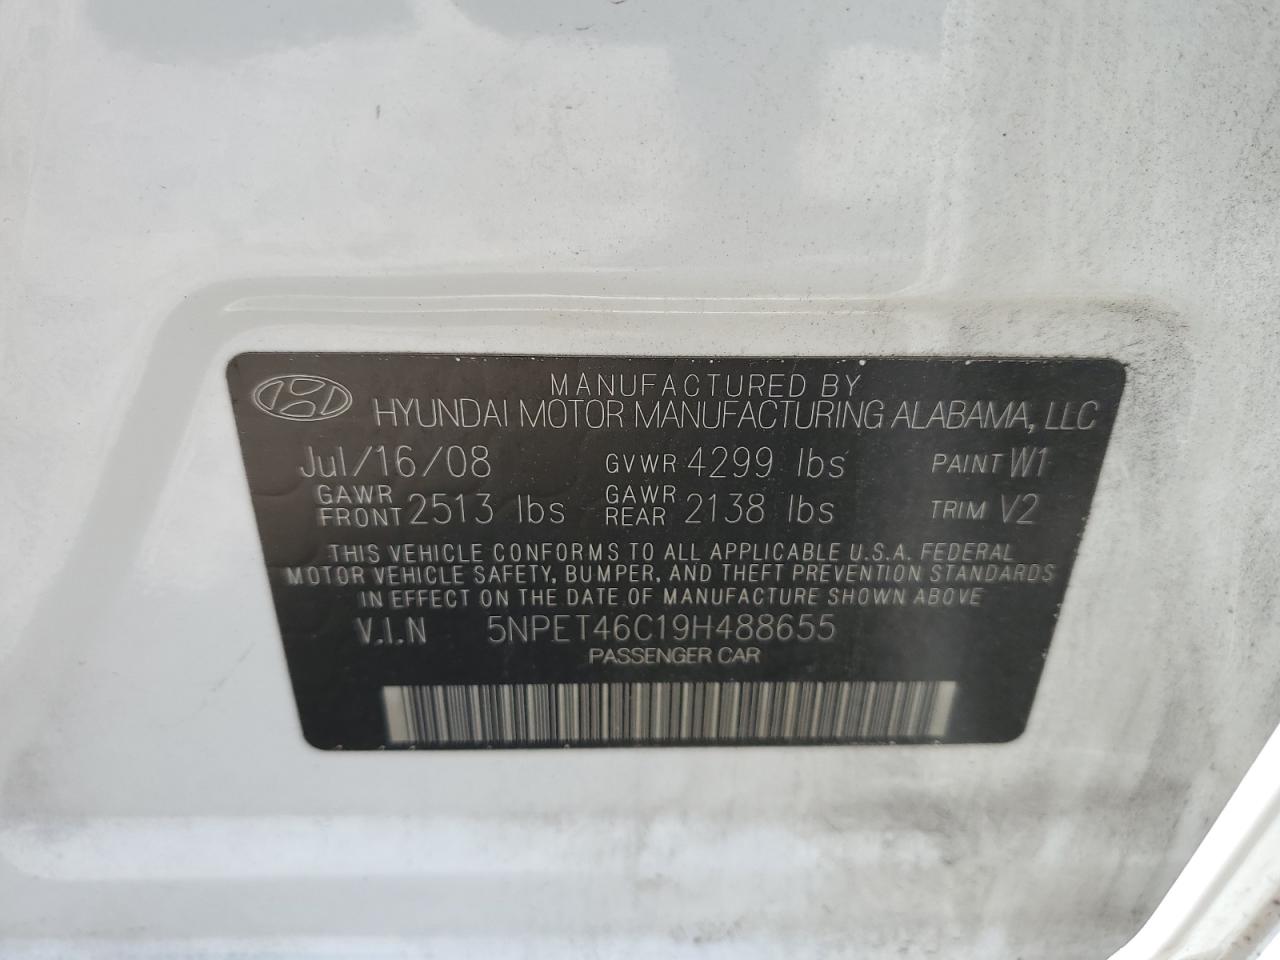 MANUFACTURED BY
HYUNDAI MOTOR MANUFACTURING ALABAMA, LLC
Jul/16/08 GVWR 4299 lbs PAINT W1
GAWR FRONT 2513 lbs GAWR REAR 2138 lbs TRIM V2
THIS VEHICLE CONFORMS TO ALL APPLICABLE U.S.A. FEDERAL
MOTOR VEHICLE SAFETY, BUMPER, AND THEFT PREVENTION STANDARDS
IN EFFECT ON THE DATE OF MANUFACTURE SHOWN ABOVE
V.I.N 5NPET46C19H488655
PASSENGER CAR